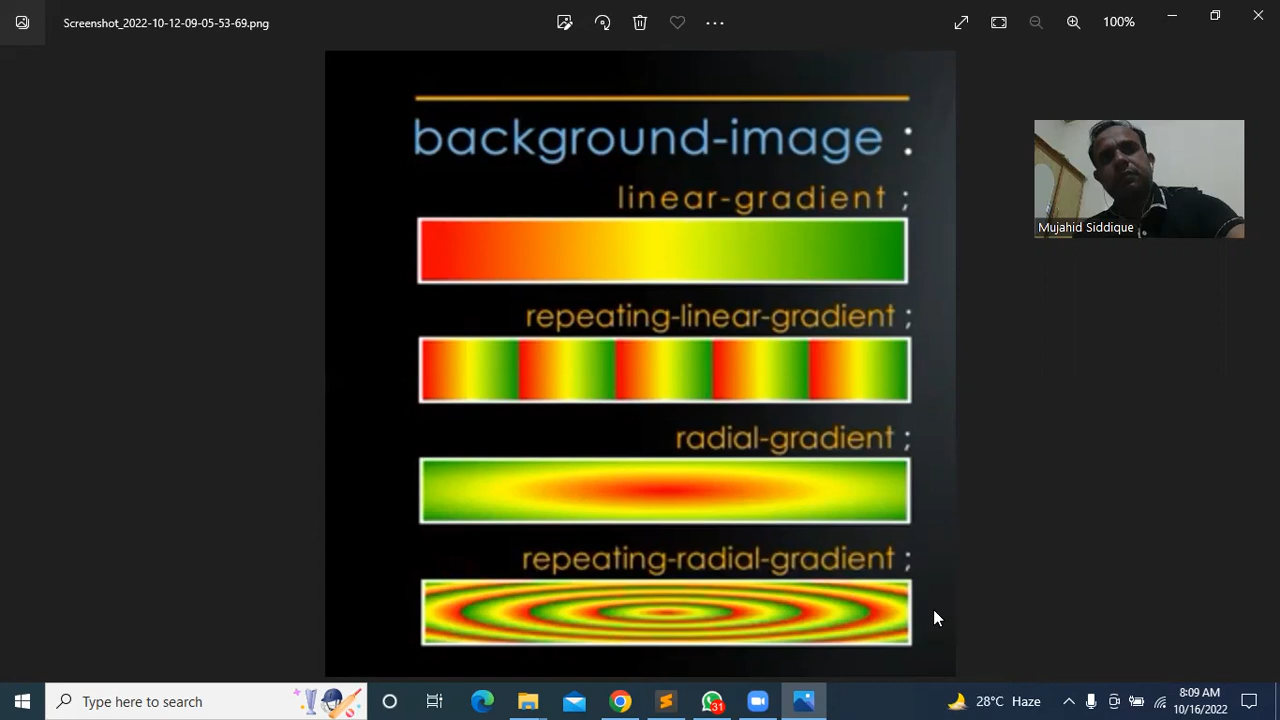 Screenshot_2022-10-12-09-05-53-69.png
100%
background-image :
linear-gradient ;
repeating-linear-gradient ;
radial-gradient ;
repeating-radial-gradient ;
Mujahid Siddique
Type here to search
31
28°C Haze
8:09 AM
10/16/2022